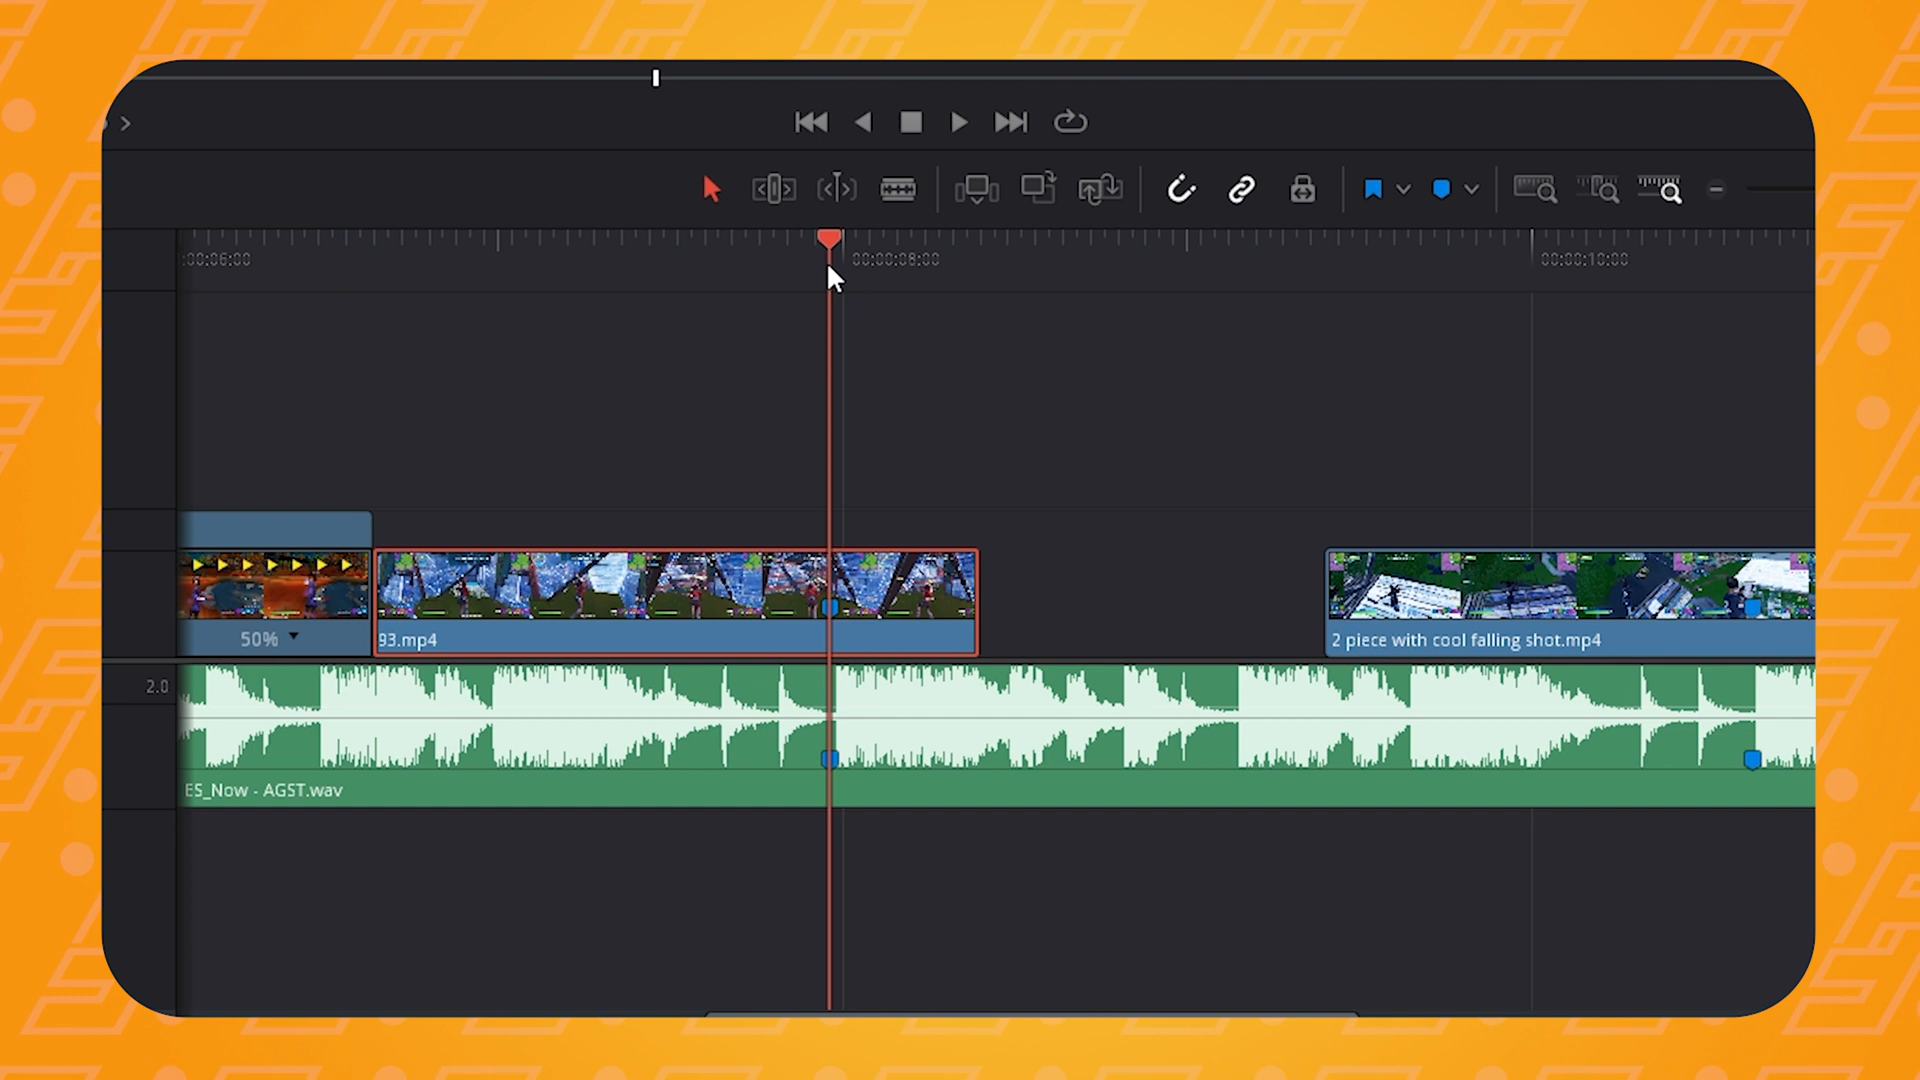 :00:06:00
00:00:08:00
00:00:10:00
50%
93.mp4
2 piece with cool falling shot.mp4
2.0
ES_Now - AGST.wav